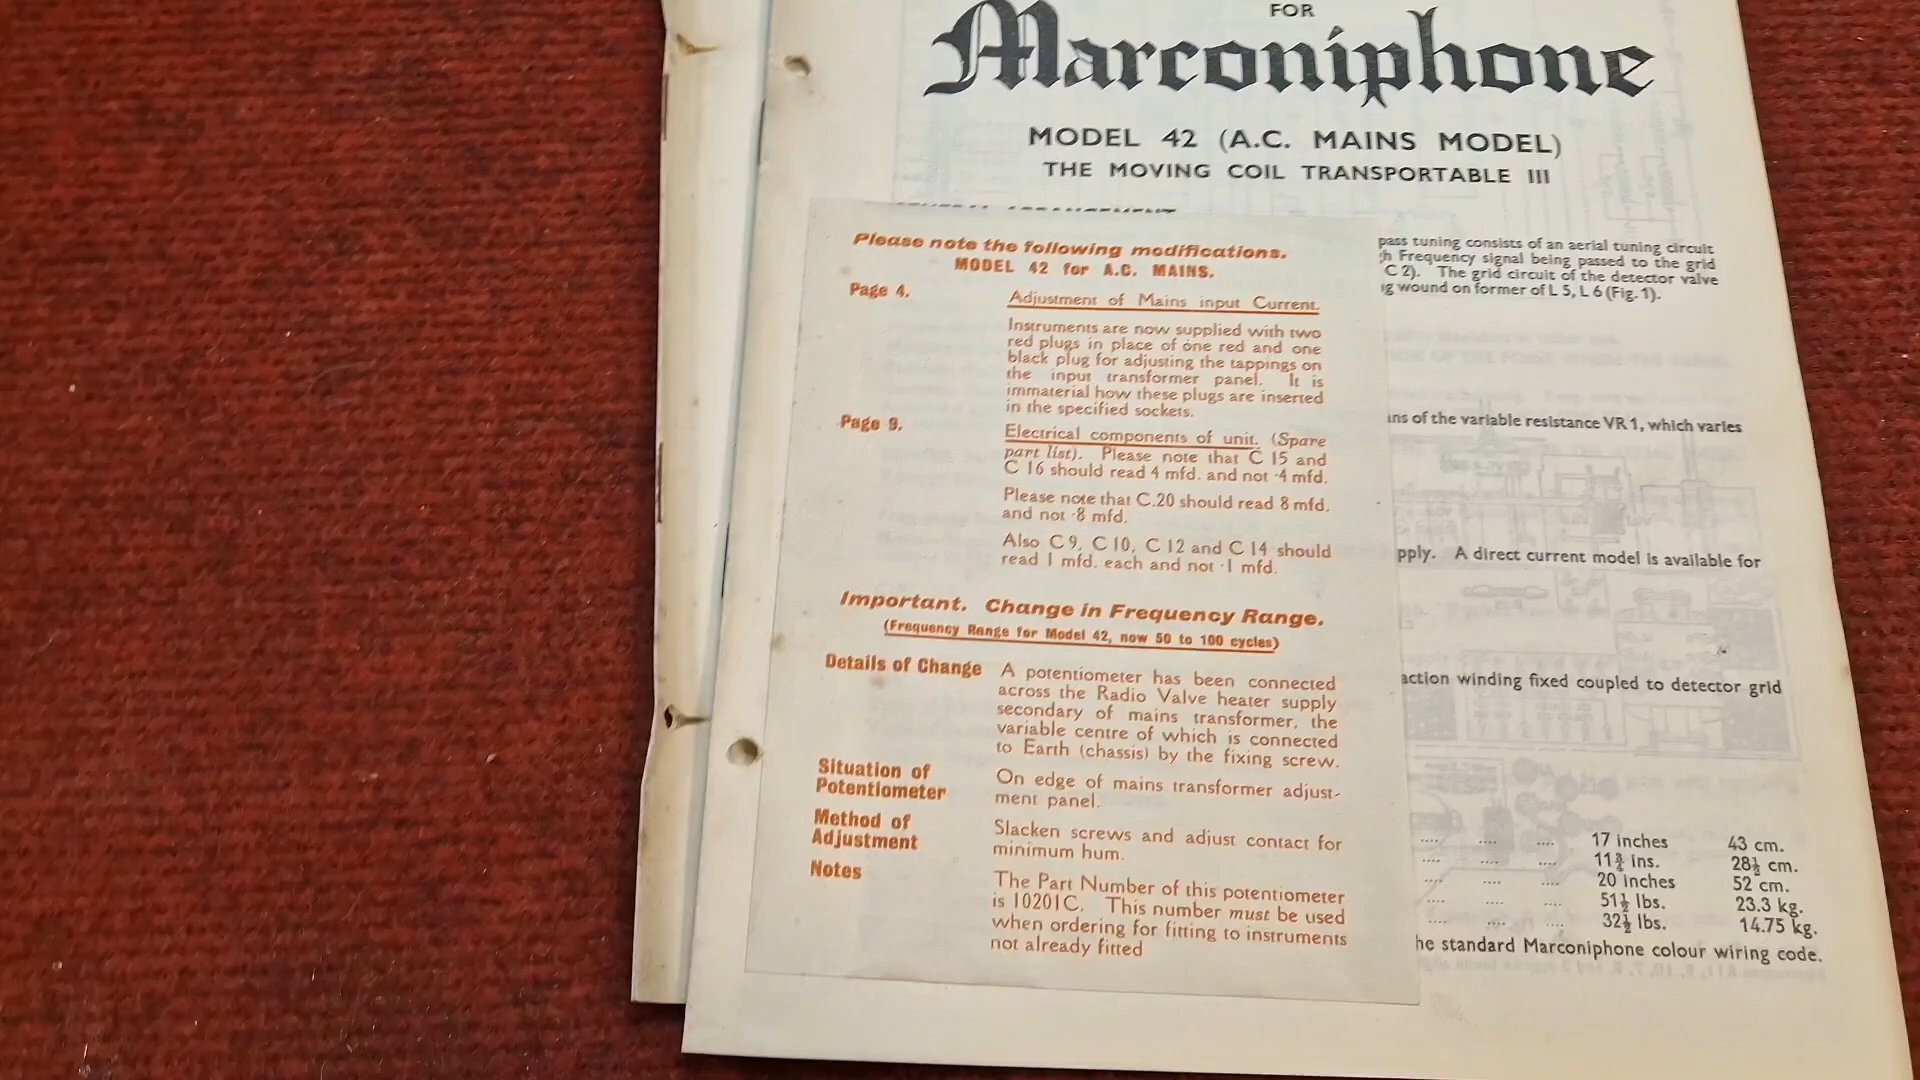 FOR
Marconiphone
MODEL 42 (A.C. MAINS MODEL)
THE MOVING COIL TRANSPORTABLE III
Please note the following modifications.
MODEL 42 for A.C. MAINS.
Page 4.
Adjustment of Mains input Current.
Instruments are now supplied with two
red plugs in place of one red and one
black plug for adjusting the tappings on
the input transformer panel. It is
immaterial how these plugs are inserted
in the specified sockets.
Page 9.
Electrical components of unit. (Spare
part list). Please note that C 15 and
C 16 should read 4 mfd. and not ·4 mfd.
Please note that C.20 should read 8 mfd.
and not ·8 mfd.
Also C 9, C 10, C 12 and C 14 should
read 1 mfd. each and not ·1 mfd.
Important. Change in Frequency Range.
(Frequency Range for Model 42, now 50 to 100 cycles)
Details of Change
A potentiometer has been connected
across the Radio Valve heater supply
secondary of mains transformer, the
variable centre of which is connected
to Earth (chassis) by the fixing screw.
Situation of
Potentiometer
On edge of mains transformer adjust-
ment panel.
Method of
Adjustment
Slacken screws and adjust contact for
minimum hum.
Notes
The Part Number of this potentiometer
is 10201C. This number must be used
when ordering for fitting to instruments
not already fitted
pass tuning consists of an aerial tuning circuit
h Frequency signal being passed to the grid
C 2). The grid circuit of the detector valve
ig wound on former of L 5, L 6 (Fig. 1).
ins of the variable resistance VR 1, which varies
pply. A direct current model is available for
action winding fixed coupled to detector grid
.... .... .... 17 inches 43 cm.
.... .... .... ins. 28½ cm.
.... .... .... 20 inches 52 cm.
.... .... .... 51½ lbs. 23.3 kg.
.... .... .... 32½ lbs. 14.75 kg.
he standard Marconiphone colour wiring code.